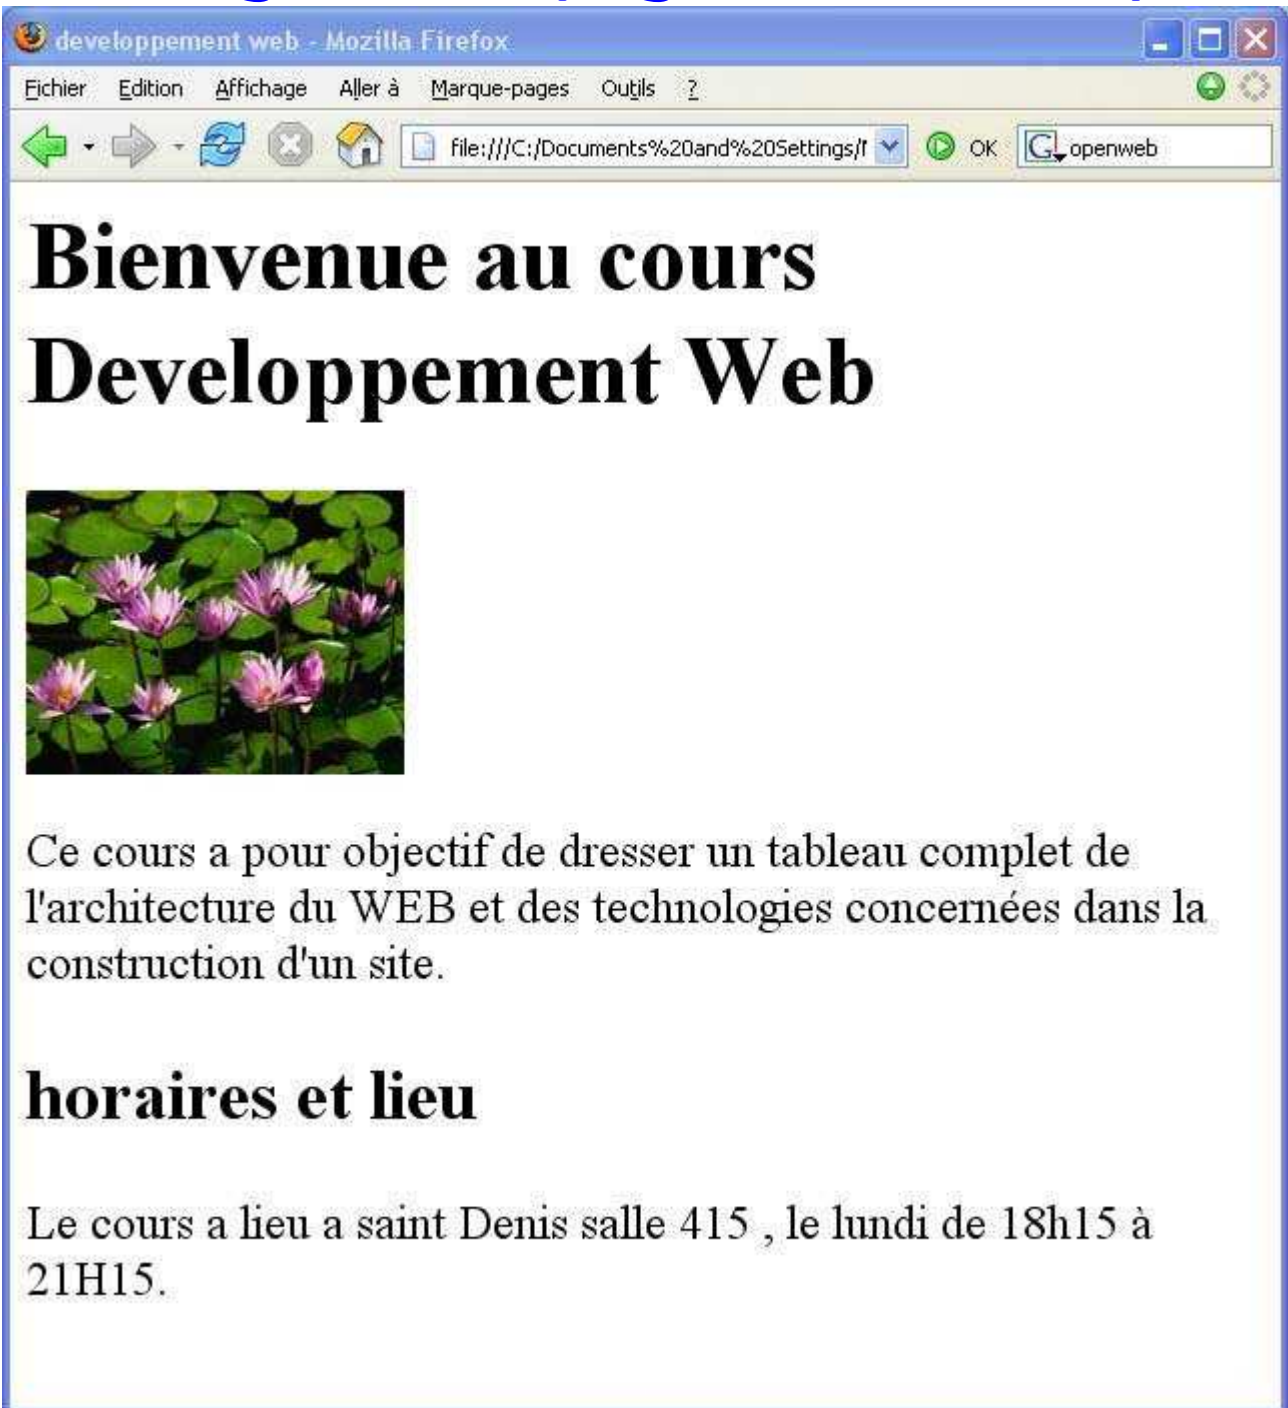 developpement web - Mozilla Firefox
Fichier Edition Affichage Aller à Marque-pages Outils ?
file:///C:/Documents%20and%20Settings/ OK G openweb
Bienvenue au cours
Developpement Web
Ce cours a pour objectif de dresser un tableau complet de
l'architecture du WEB et des technologies concernées dans la
construction d'un site.
horaires et lieu
Le cours a lieu a saint Denis salle 415 , le lundi de 18h15 à
21H15.